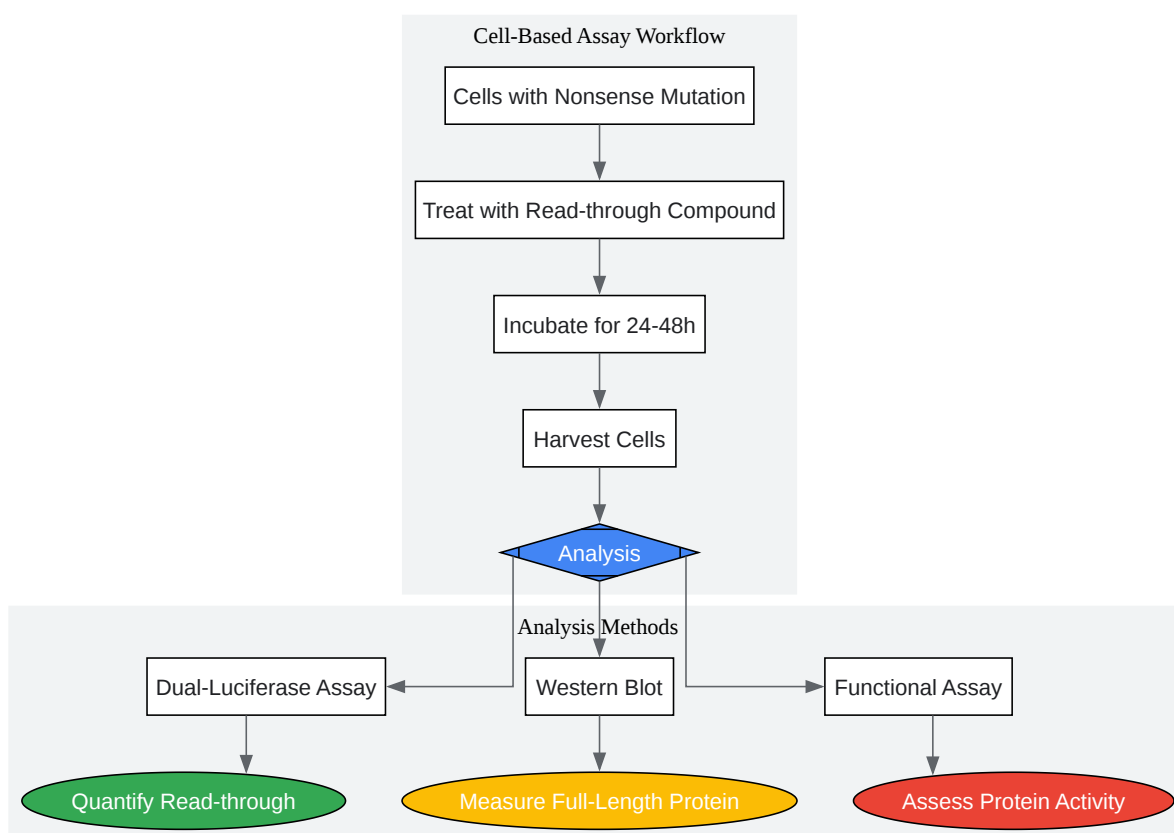 Cell-Based Assay Workflow
Cells with Nonsense Mutation
Treat with Read-through Compound
Incubate for 24-48h
Harvest Cells
Analysis
Analysis Methods
Dual-Luciferase Assay
Western Blot
Functional Assay
Quantify Read-through
Measure Full-Length Protein
Assess Protein Activity